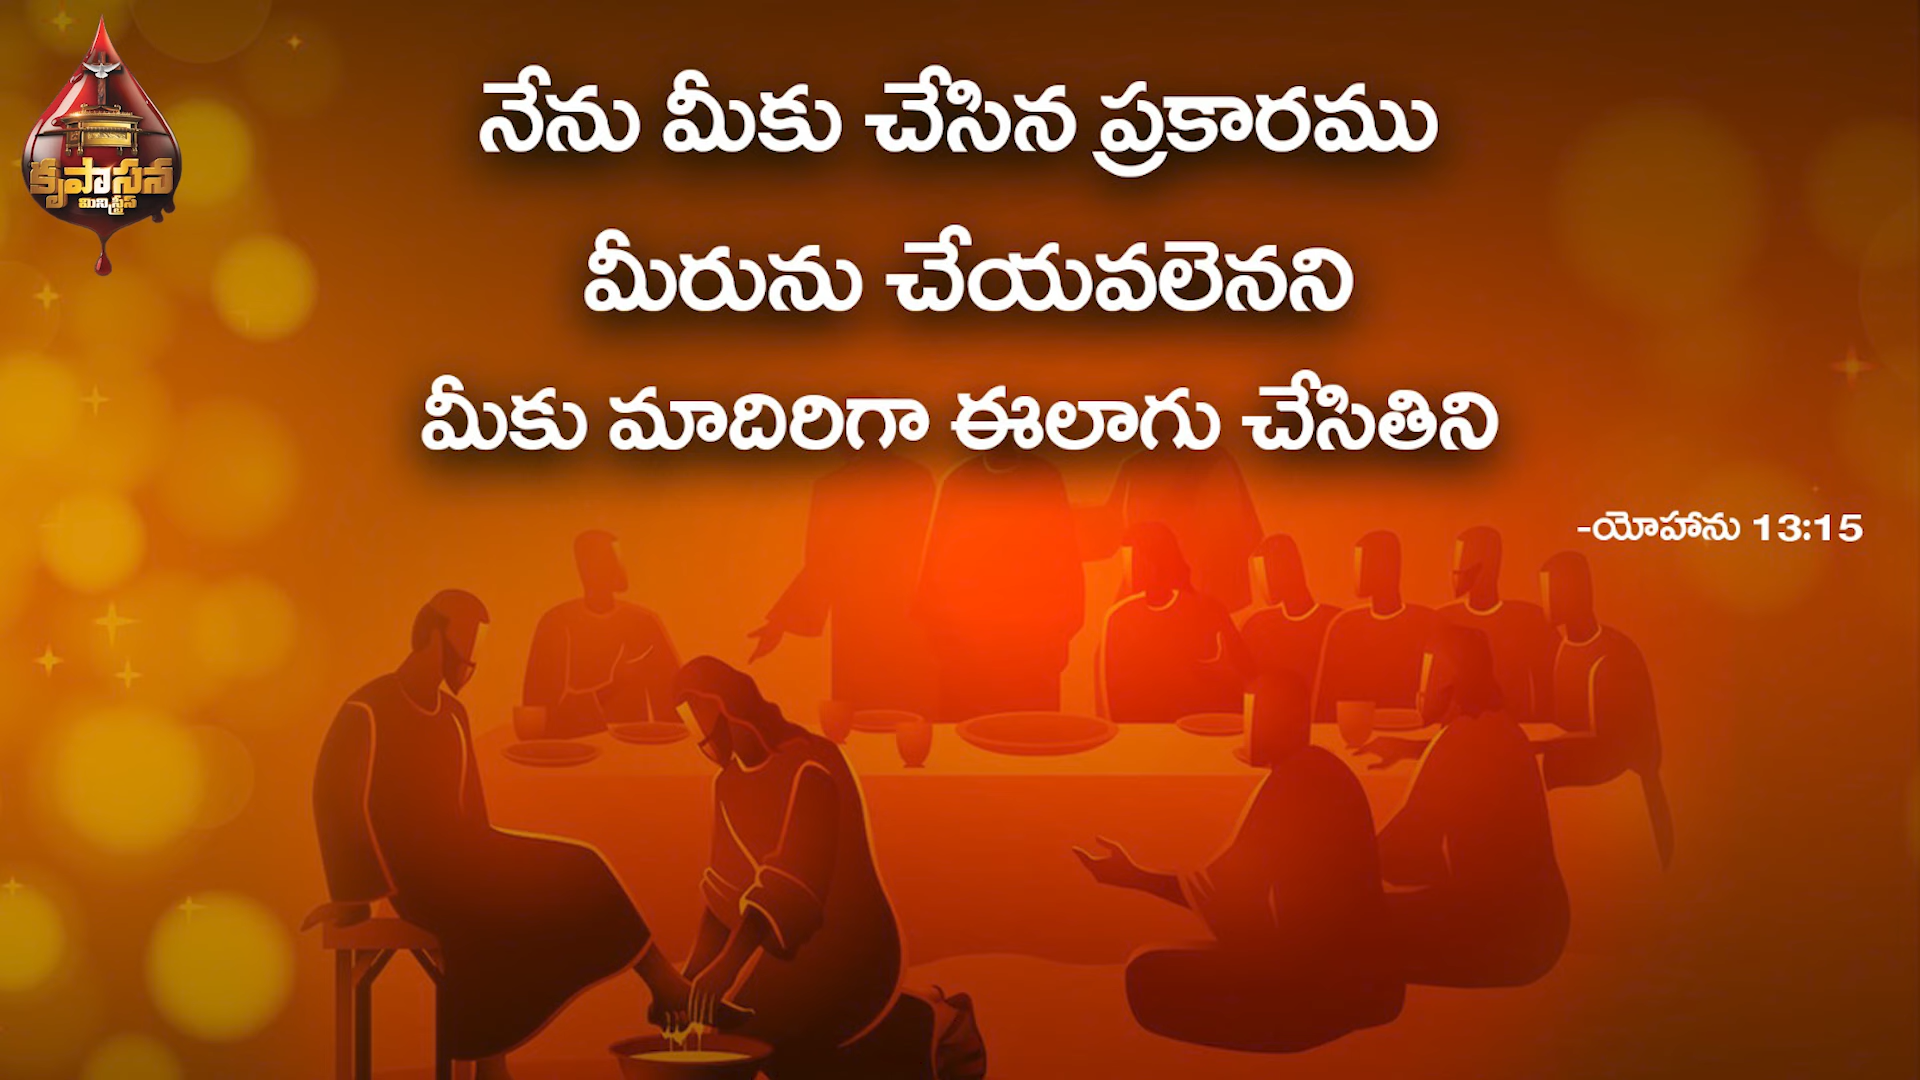 కృపాసన
మినిస్ట్రీస్
నేను మీకు చేసిన ప్రకారము
మీరును చేయవలెనని
మీకు మాదిరిగా ఈలాగు చేసితిని
-యోహాను 13:15